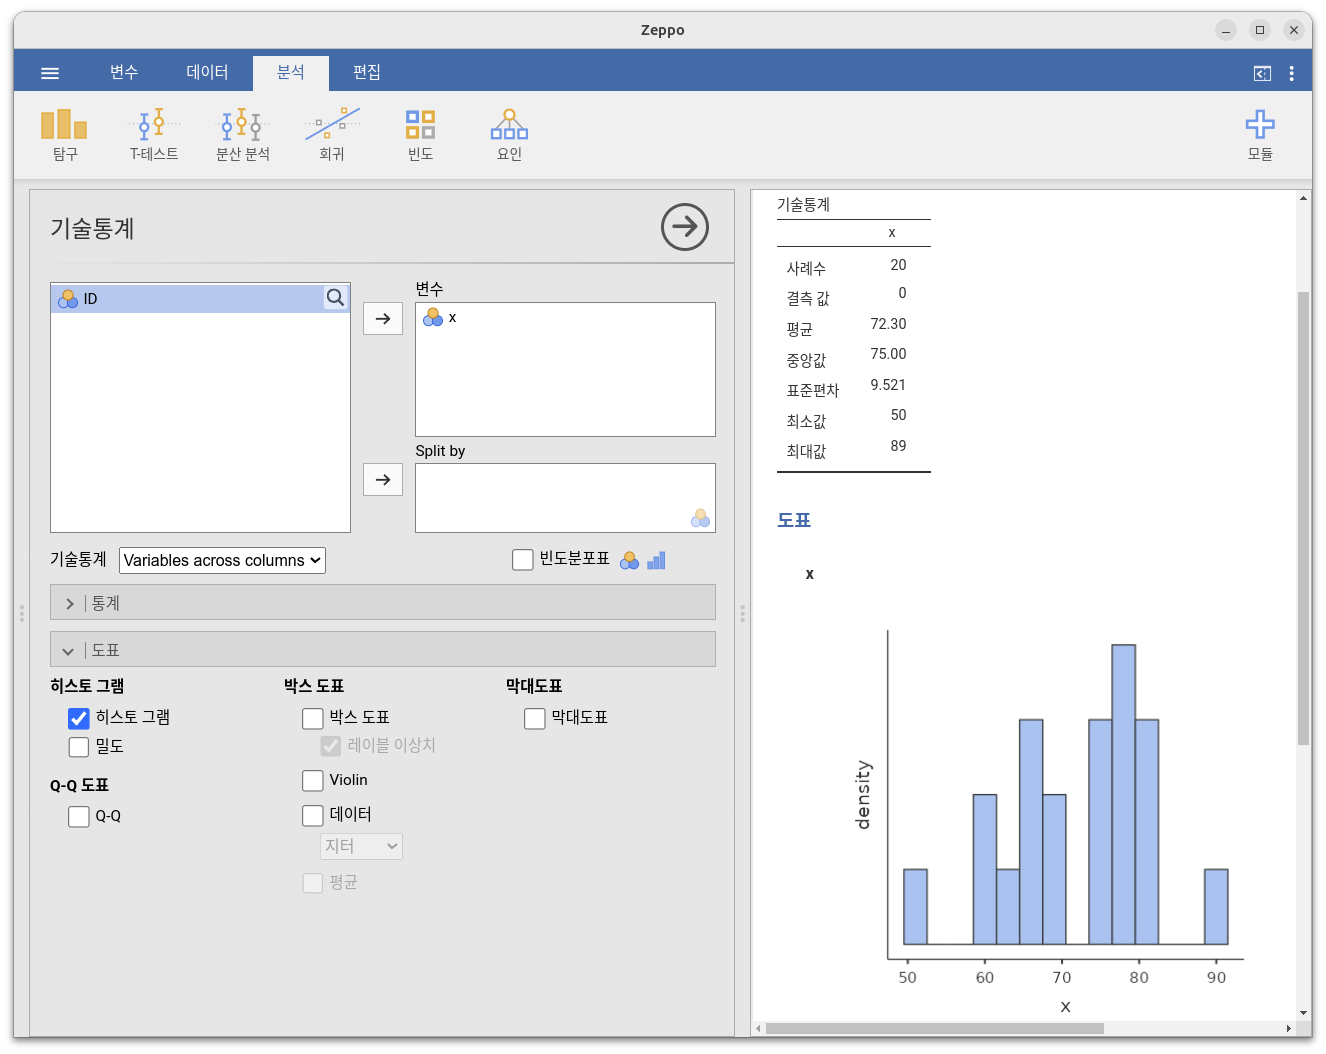 Zeppo
변수 데이터 분석 편집
탐구 T-테스트 분산 분석 회귀 빈도 요인 모듈
기술통계
ID
변수
x
Split by
기술통계 Variables across columns 빈도분포표
통계
도표
히스토 그램 박스 도표 막대도표
히스토 그램 박스 도표 막대도표
밀도 레이블 이상치
Q-Q 도표 Violin
Q-Q 데이터
지터
평균
기술통계
x
사례수 20
결측 값 0
평균 72.30
중앙값 75.00
표준편차 9.521
최소값 50
최대값 89
도표
x
density
50 60 70 80 90
x